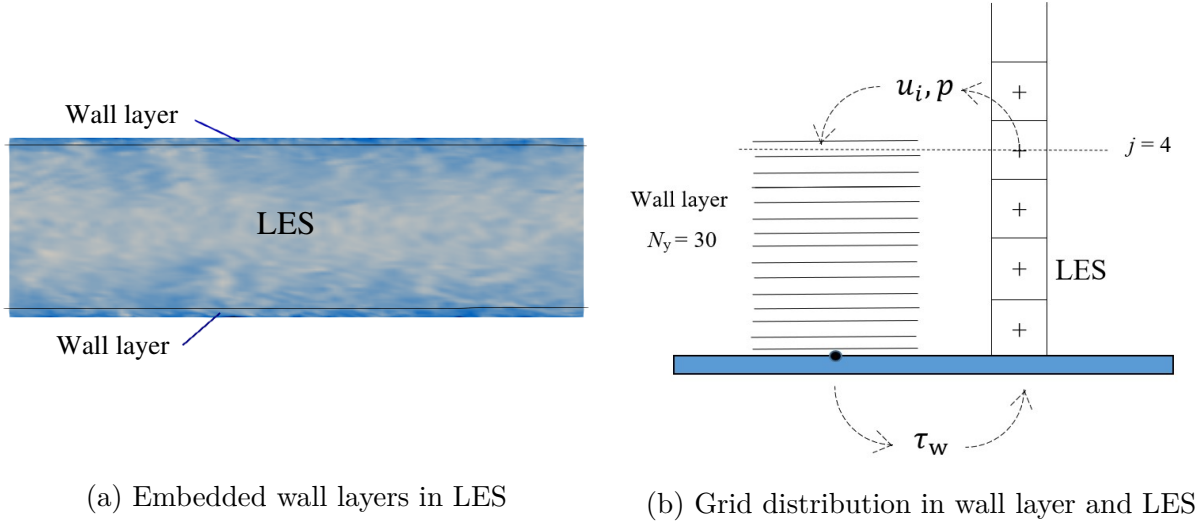 Wall layer
LES
Wall layer
(a) Embedded wall layers in LES
u_i, p
j = 4
Wall layer
N_y = 30
LES
τ_w
(b) Grid distribution in wall layer and LES